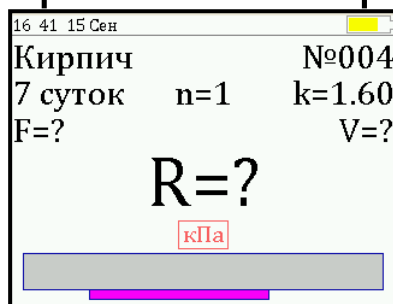 16 41 15 Сен
Кирпич №004
7 суток n=1 k=1.60
F=? V=?
R=?
кПа